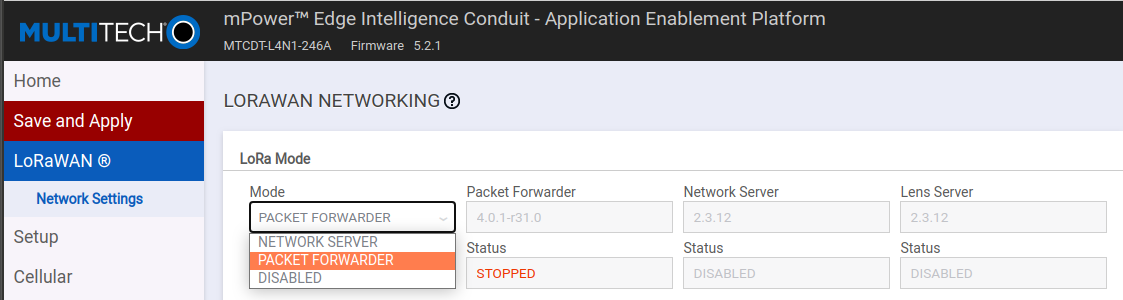 MULTITECH
mPower™ Edge Intelligence Conduit - Application Enablement Platform
MTCDT-L4N1-246A Firmware 5.2.1
Home
Save and Apply
LoRaWAN ®
Network Settings
Setup
Cellular
LORAWAN NETWORKING ?
LoRa Mode
Mode Packet Forwarder Network Server Lens Server
PACKET FORWARDER 4.0.1-r31.0 2.3.12 2.3.12
NETWORK SERVER
PACKET FORWARDER
DISABLED
Status Status Status
STOPPED DISABLED DISABLED